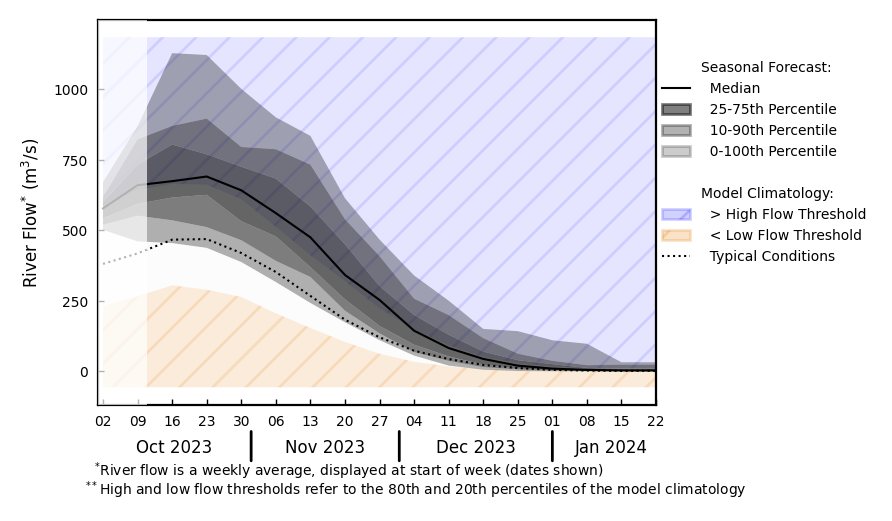 River Flow* (m³/s)
1000
750
500
250
0
02 09 16 23 30 06 13 20 27 04 11 18 25 01 08 15 22
Oct 2023 Nov 2023 Dec 2023 Jan 2024
*River flow is a weekly average, displayed at start of week (dates shown)
**High and low flow thresholds refer to the 80th and 20th percentiles of the model climatology
Seasonal Forecast:
Median
25-75th Percentile
10-90th Percentile
0-100th Percentile
Model Climatology:
> High Flow Threshold
< Low Flow Threshold
Typical Conditions